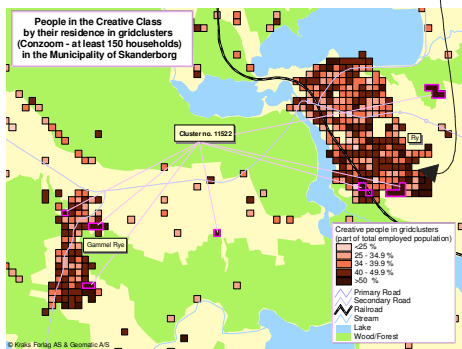 People in the Creative Class
by their residence in gridclusters
(Conzoom - at least 150 households)
in the Municipality of Skanderborg
Cluster no. 11522
Ry
Gammel Rye
Creative people in gridclusters
(part of total employed population)
<25 %
25 - 34.9 %
34 - 39.9 %
40 - 49.9 %
>50 %
Primary Road
Secondary Road
Railroad
Stream
Lake
Wood/Forest
© Kraks Forlag AS & Geomatic A/S